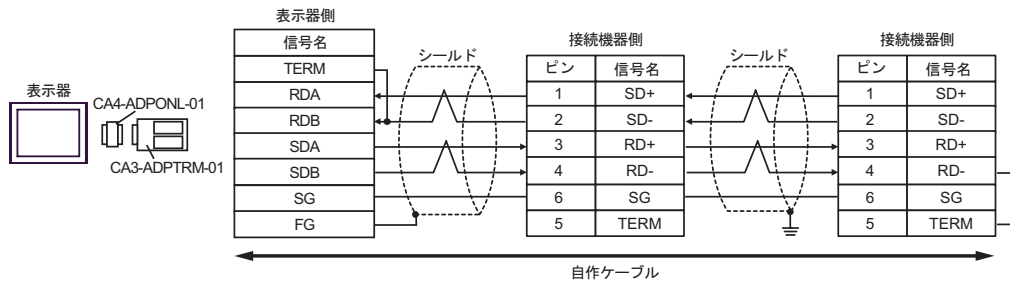 表示器
CA4-ADPONL-01
CA3-ADPTRM-01
表示器側
信号名
TERM
RDA
RDB
SDA
SDB
SG
FG
シールド
接続機器側
ピン 信号名
1 SD+
2 SD-
3 RD+
4 RD-
6 SG
5 TERM
シールド
接続機器側
ピン 信号名
1 SD+
2 SD-
3 RD+
4 RD-
6 SG
5 TERM
自作ケーブル